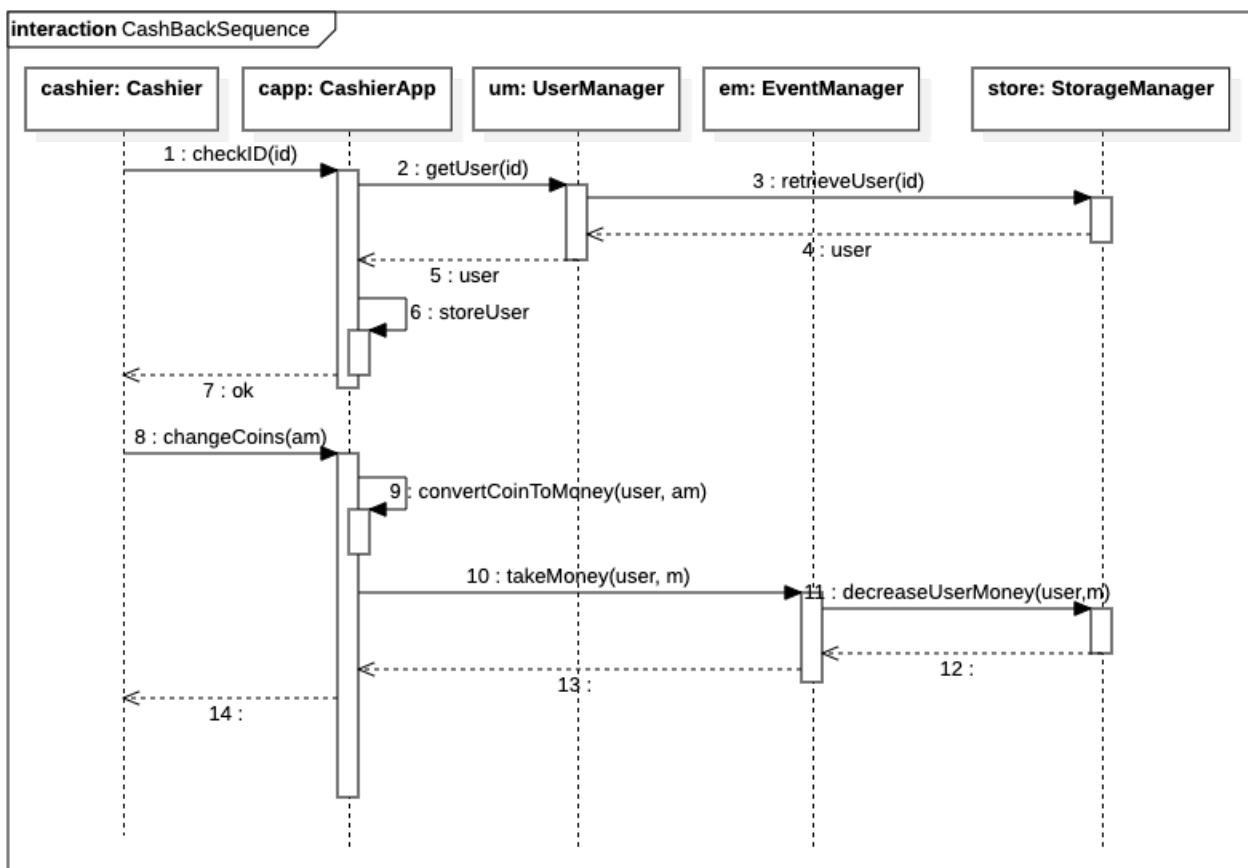 interaction CashBackSequence
cashier: Cashier
capp: CashierApp
um: UserManager
em: EventManager
store: StorageManager
1 : checkID(id)
2 : getUser(id)
3 : retrieveUser(id)
4 : user
5 : user
6 : storeUser
7 : ok
8 : changeCoins(am)
9 : convertCoinToMoney(user, am)
10 : takeMoney(user, m)
11 : decreaseUserMoney(user,m)
12 :
13 :
14 :